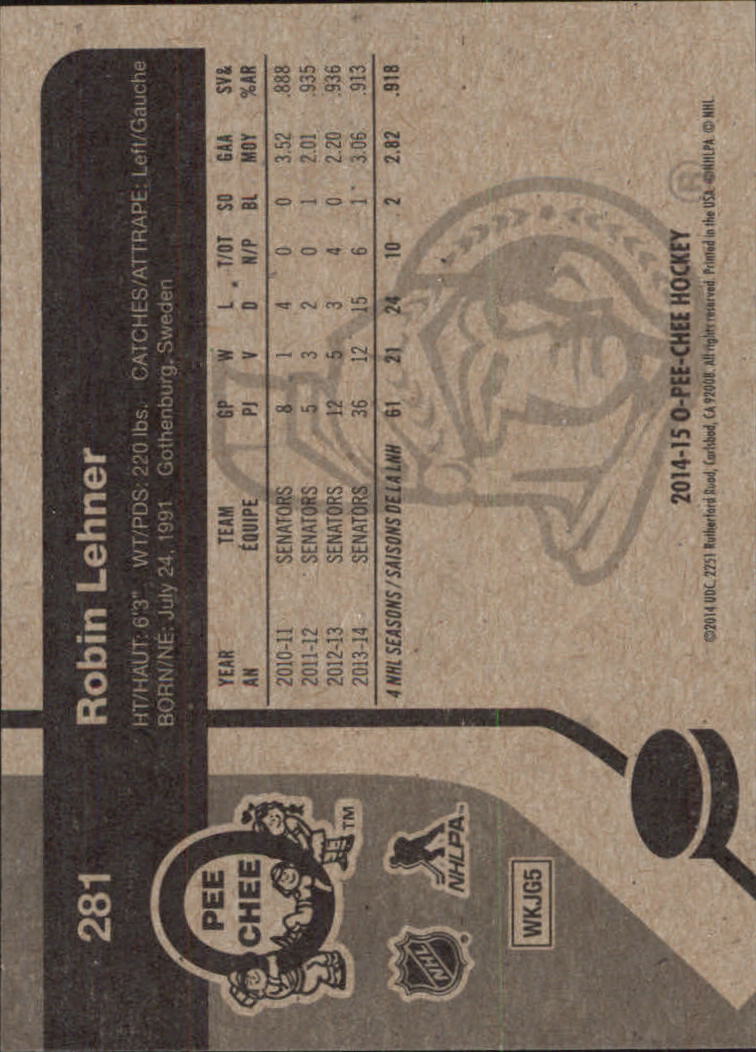 281 Robin Lehner
HT/HAUT: 6'3" WT/PDS: 220 lbs. CATCHES/ATTRAPE: Left/Gauche
BORN/NÉ: July 24, 1991 Gothenburg, Sweden
YEAR TEAM GP W L T/OT SO GAA SV&
AN ÉQUIPE PJ V D N/P BL MOY %AR
2010-11 SENATORS 8 1 4 0 0 3.52 .888
2011-12 SENATORS 5 3 2 0 1 2.01 .935
2012-13 SENATORS 12 5 3 4 0 2.20 .936
2013-14 SENATORS 36 12 15 6 1 3.06 .913
4 NHL SEASONS / SAISONS DE LA LNH 61 21 24 10 2 2.82 .918
O
PEE
CHEE
TM
NHL ®
NHLPA™
WKJG5
®
2014-15 O-PEE-CHEE HOCKEY
©2014 UDC, 2251 Rutherford Road, Carlsbad, CA 92008. All rights reserved. Printed in the USA ©NHLPA © NHL